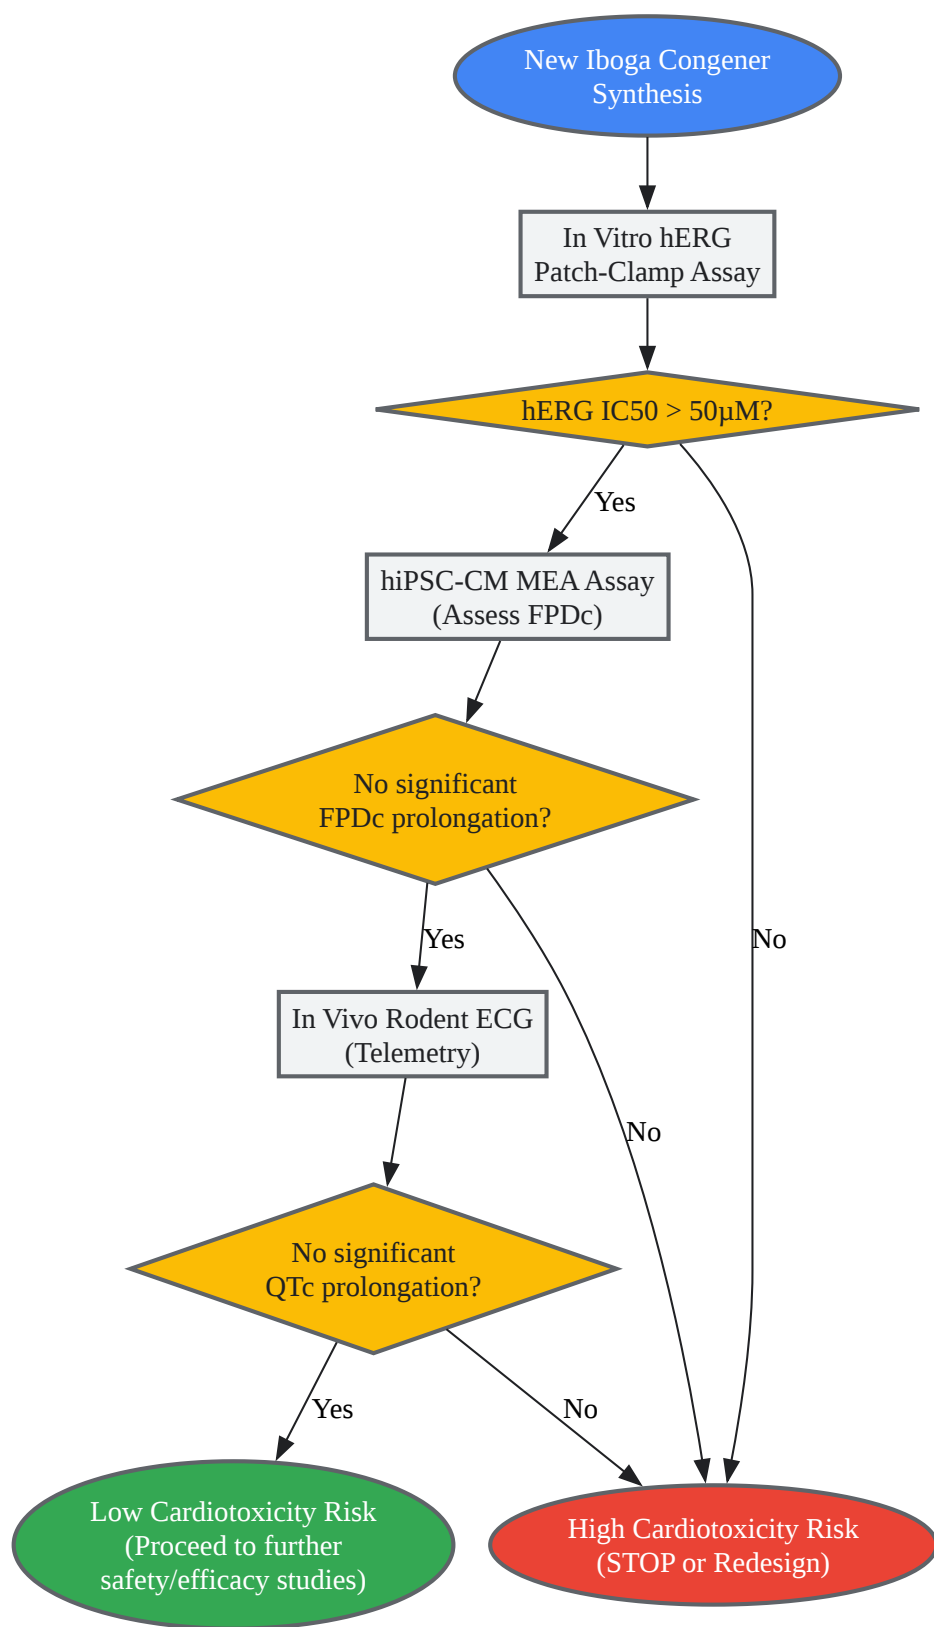 New Iboga Congener
Synthesis
In Vitro hERG
Patch-Clamp Assay
hERG IC50 > 50µM?
Yes
hiPSC-CM MEA Assay
(Assess FPDc)
No significant
FPDc prolongation?
Yes
No
In Vivo Rodent ECG
(Telemetry)
No
No significant
QTc prolongation?
Yes
No
Low Cardiotoxicity Risk
(Proceed to further
safety/efficacy studies)
High Cardiotoxicity Risk
(STOP or Redesign)